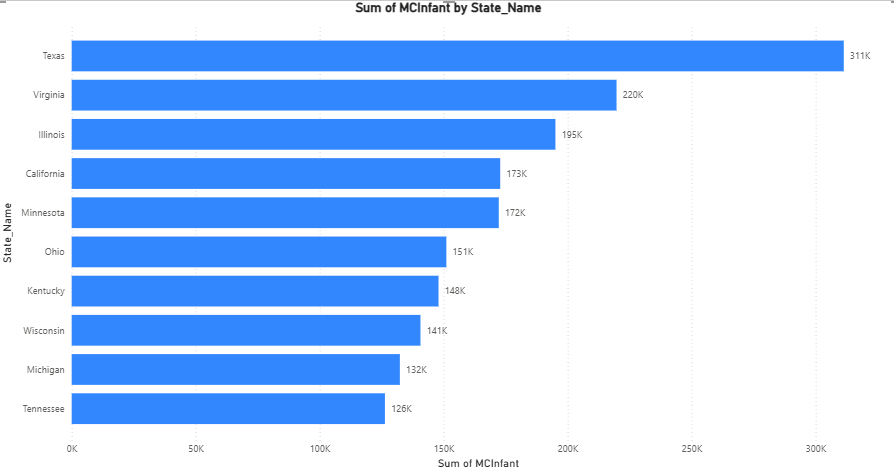 Sum of MCInfant by State_Name
State_Name
Texas 311K
Virginia 220K
Illinois 195K
California 173K
Minnesota 172K
Ohio 151K
Kentucky 148K
Wisconsin 141K
Michigan 132K
Tennessee 126K
0K 50K 100K 150K 200K 250K 300K
Sum of MCInfant